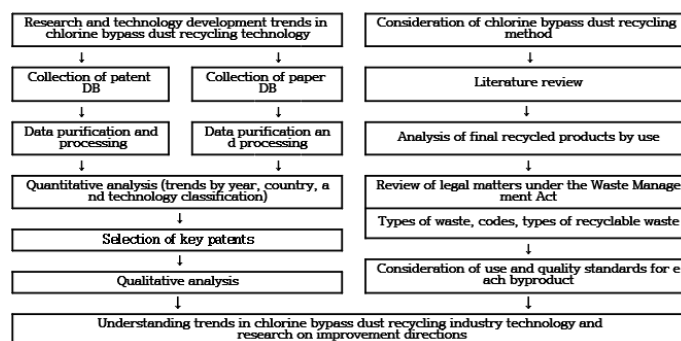 Research and technology development trends in
chlorine bypass dust recycling technology
Collection of patent
DB
Collection of paper
DB
Data purification and
processing
Data purification an
d processing
Quantitative analysis (trends by year, country, a
nd technology classification)
Selection of key patents
Qualitative analysis
Consideration of chlorine bypass dust recycling
method
Literature review
Analysis of final recycled products by use
Review of legal matters under the Waste Manage
ment Act
Types of waste, codes, types of recyclable waste
Consideration of use and quality standards for e
ach byproduct
Understanding trends in chlorine bypass dust recycling industry technology and
research on improvement directions